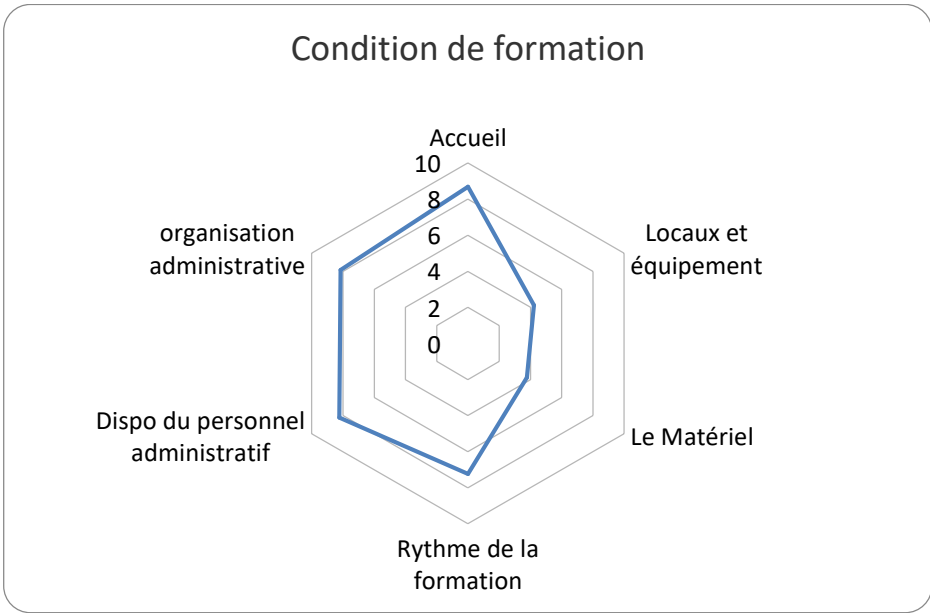 Condition de formation
Accueil
10
8
6
4
2
0
Locaux et
équipement
Le Matériel
Rythme de la
formation
Dispo du personnel
administratif
organisation
administrative